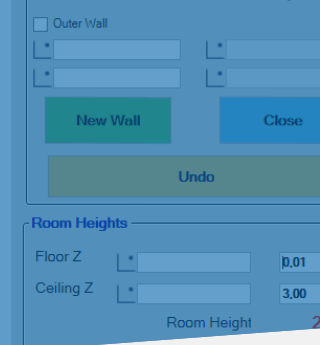 Outer Wall
New Wall Close
Undo
Room Heights
Floor Z 0.01
Ceiling Z 3.00
Room Height